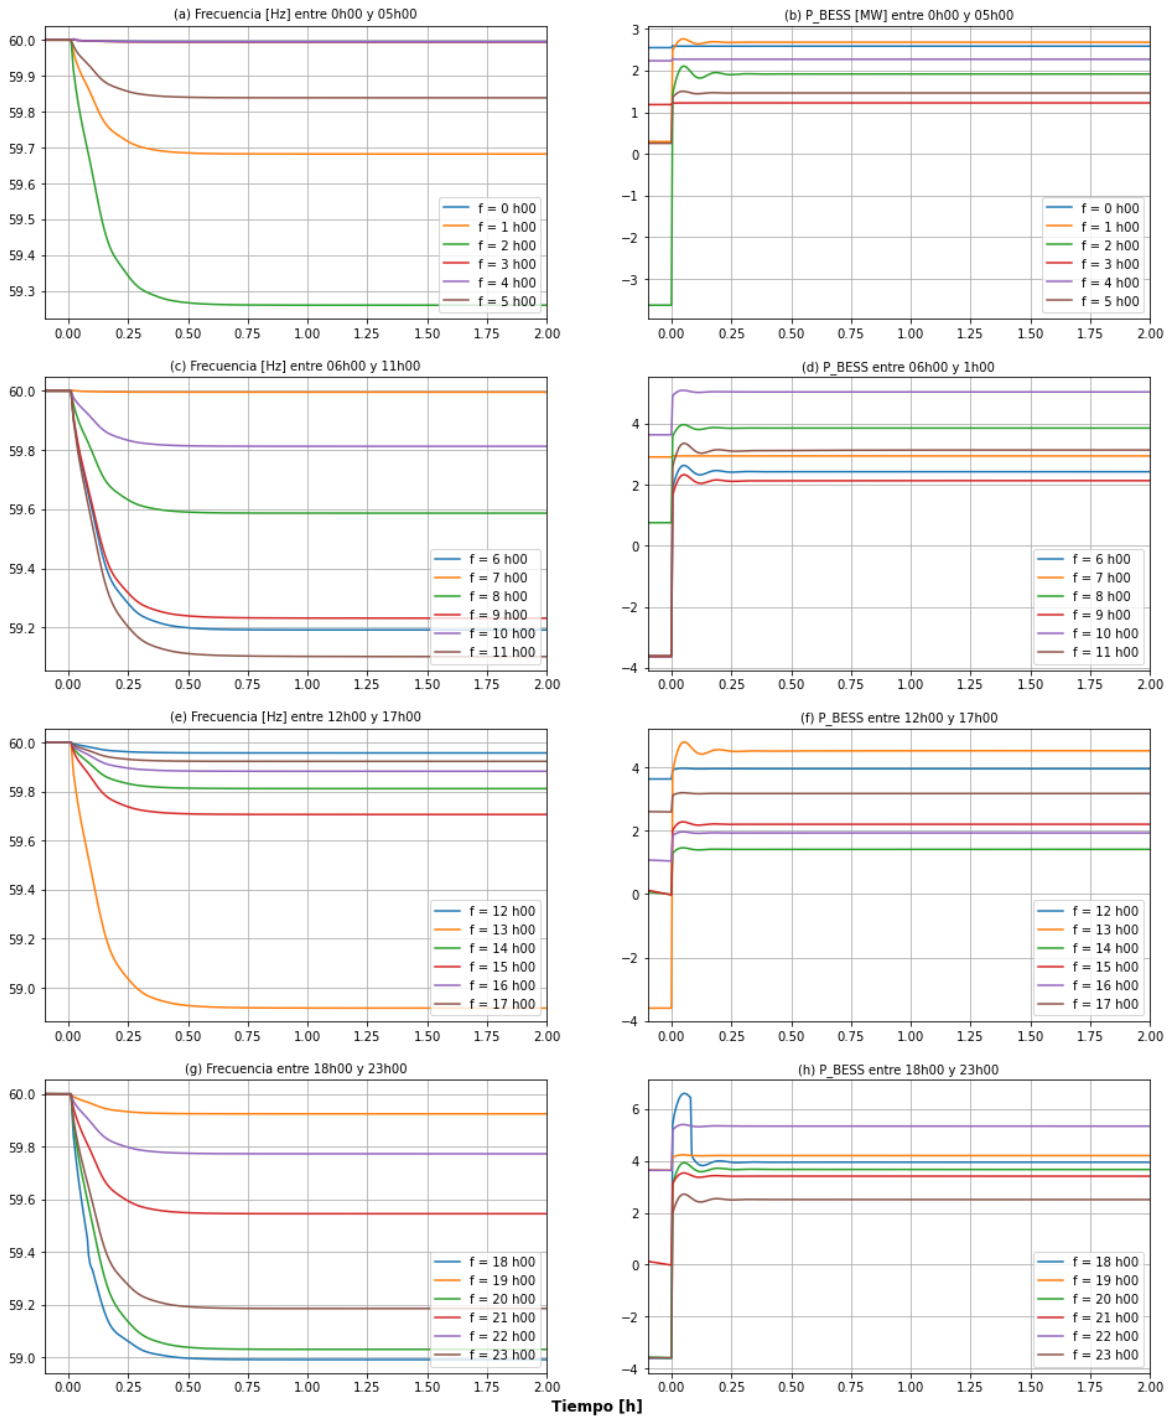 (a) Frecuencia [Hz] entre 0h00 y 05h00
60.0
59.9
59.8
59.7
59.6
59.5
59.4
59.3
f = 0 h00
f = 1 h00
f = 2 h00
f = 3 h00
f = 4 h00
f = 5 h00
0.00 0.25 0.50 0.75 1.00 1.25 1.50 1.75 2.00
(b) P_BESS [MW] entre 0h00 y 05h00
3
2
1
0
−1
−2
−3
f = 0 h00
f = 1 h00
f = 2 h00
f = 3 h00
f = 4 h00
f = 5 h00
0.00 0.25 0.50 0.75 1.00 1.25 1.50 1.75 2.00
(c) Frecuencia [Hz] entre 06h00 y 11h00
60.0
59.8
59.6
59.4
59.2
f = 6 h00
f = 7 h00
f = 8 h00
f = 9 h00
f = 10 h00
f = 11 h00
0.00 0.25 0.50 0.75 1.00 1.25 1.50 1.75 2.00
(d) P_BESS entre 06h00 y 1h00
4
2
0
−2
−4
f = 6 h00
f = 7 h00
f = 8 h00
f = 9 h00
f = 10 h00
f = 11 h00
0.00 0.25 0.50 0.75 1.00 1.25 1.50 1.75 2.00
(e) Frecuencia [Hz] entre 12h00 y 17h00
60.0
59.8
59.6
59.4
59.2
59.0
f = 12 h00
f = 13 h00
f = 14 h00
f = 15 h00
f = 16 h00
f = 17 h00
0.00 0.25 0.50 0.75 1.00 1.25 1.50 1.75 2.00
(f) P_BESS entre 12h00 y 17h00
4
2
0
−2
−4
f = 12 h00
f = 13 h00
f = 14 h00
f = 15 h00
f = 16 h00
f = 17 h00
0.00 0.25 0.50 0.75 1.00 1.25 1.50 1.75 2.00
(g) Frecuencia entre 18h00 y 23h00
60.0
59.8
59.6
59.4
59.2
59.0
f = 18 h00
f = 19 h00
f = 20 h00
f = 21 h00
f = 22 h00
f = 23 h00
0.00 0.25 0.50 0.75 1.00 1.25 1.50 1.75 2.00
(h) P_BESS entre 18h00 y 23h00
6
4
2
0
−2
−4
f = 18 h00
f = 19 h00
f = 20 h00
f = 21 h00
f = 22 h00
f = 23 h00
0.00 0.25 0.50 0.75 1.00 1.25 1.50 1.75 2.00
Tiempo [h]